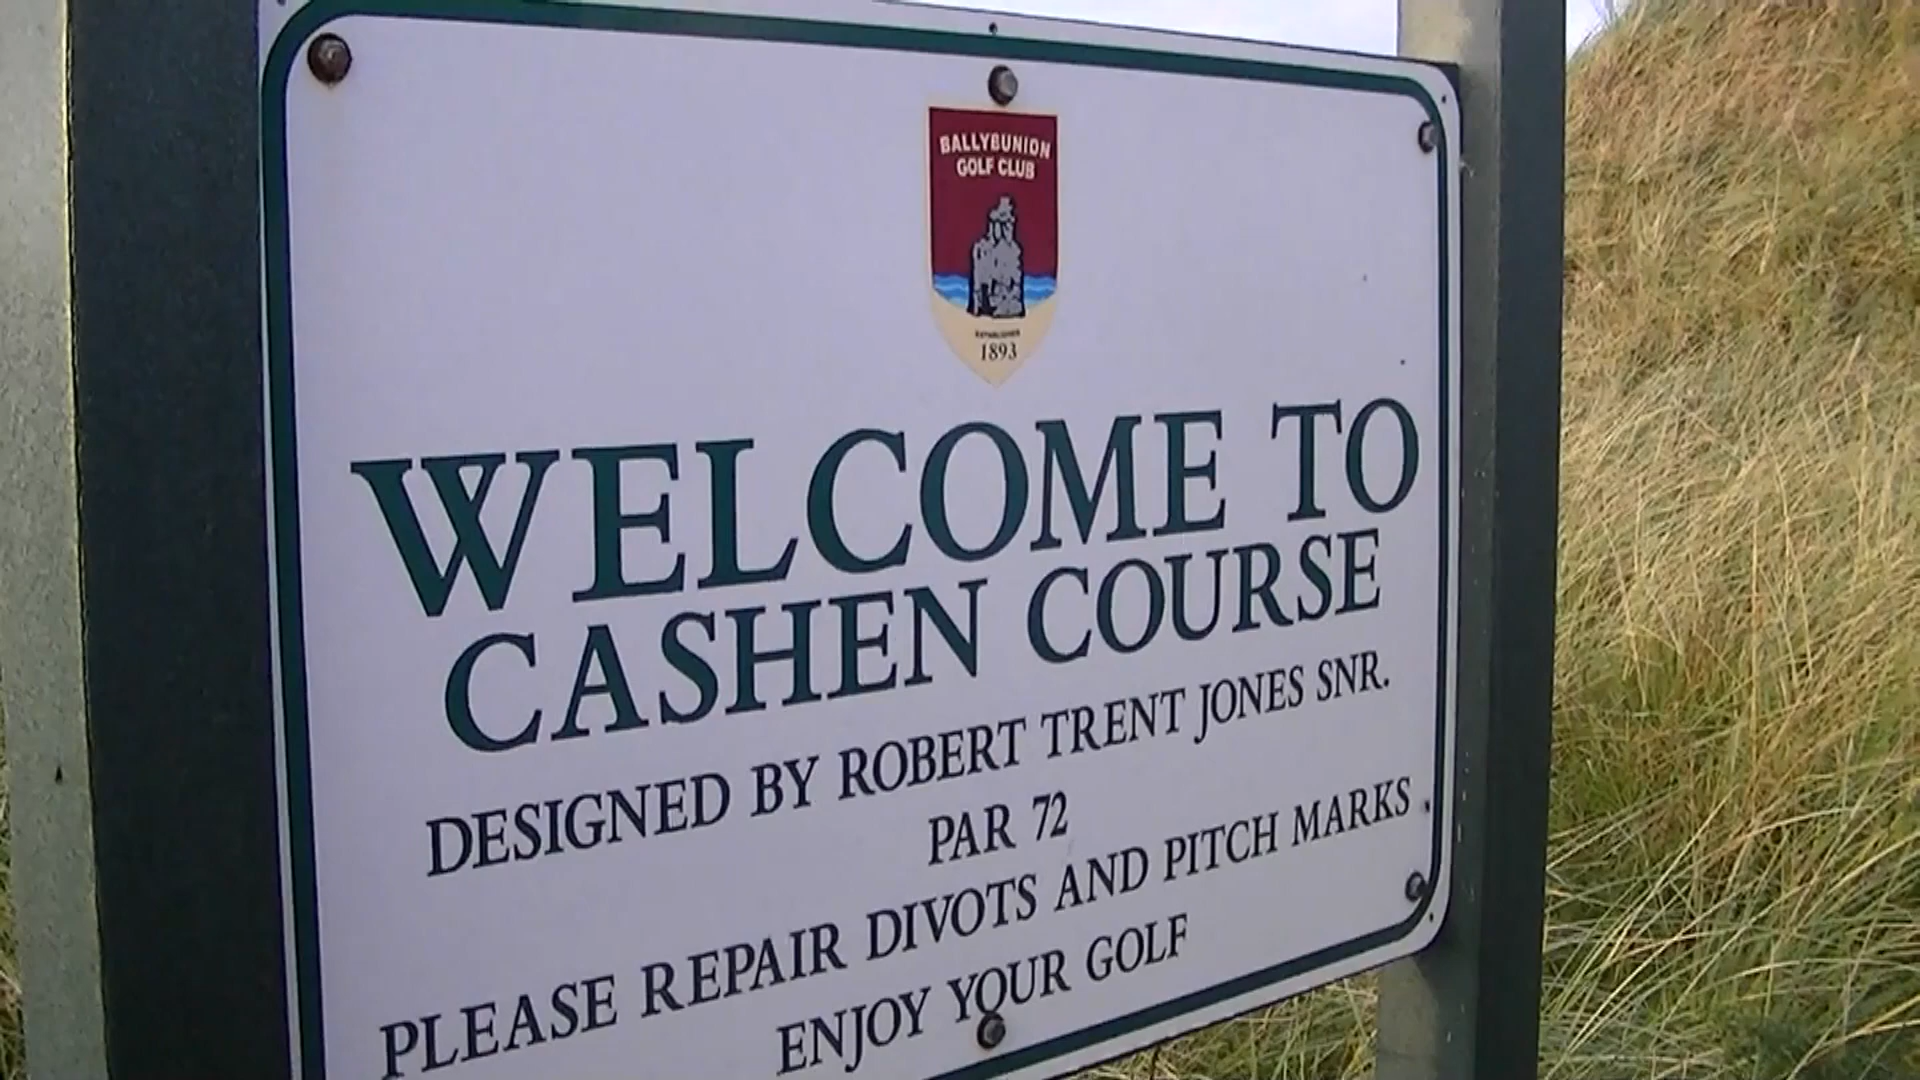 BALLYBUNION
GOLF CLUB
ESTABLISHED
1893
WELCOME TO
CASHEN COURSE
DESIGNED BY ROBERT TRENT JONES SNR.
PAR 72
PLEASE REPAIR DIVOTS AND PITCH MARKS
ENJOY YOUR GOLF